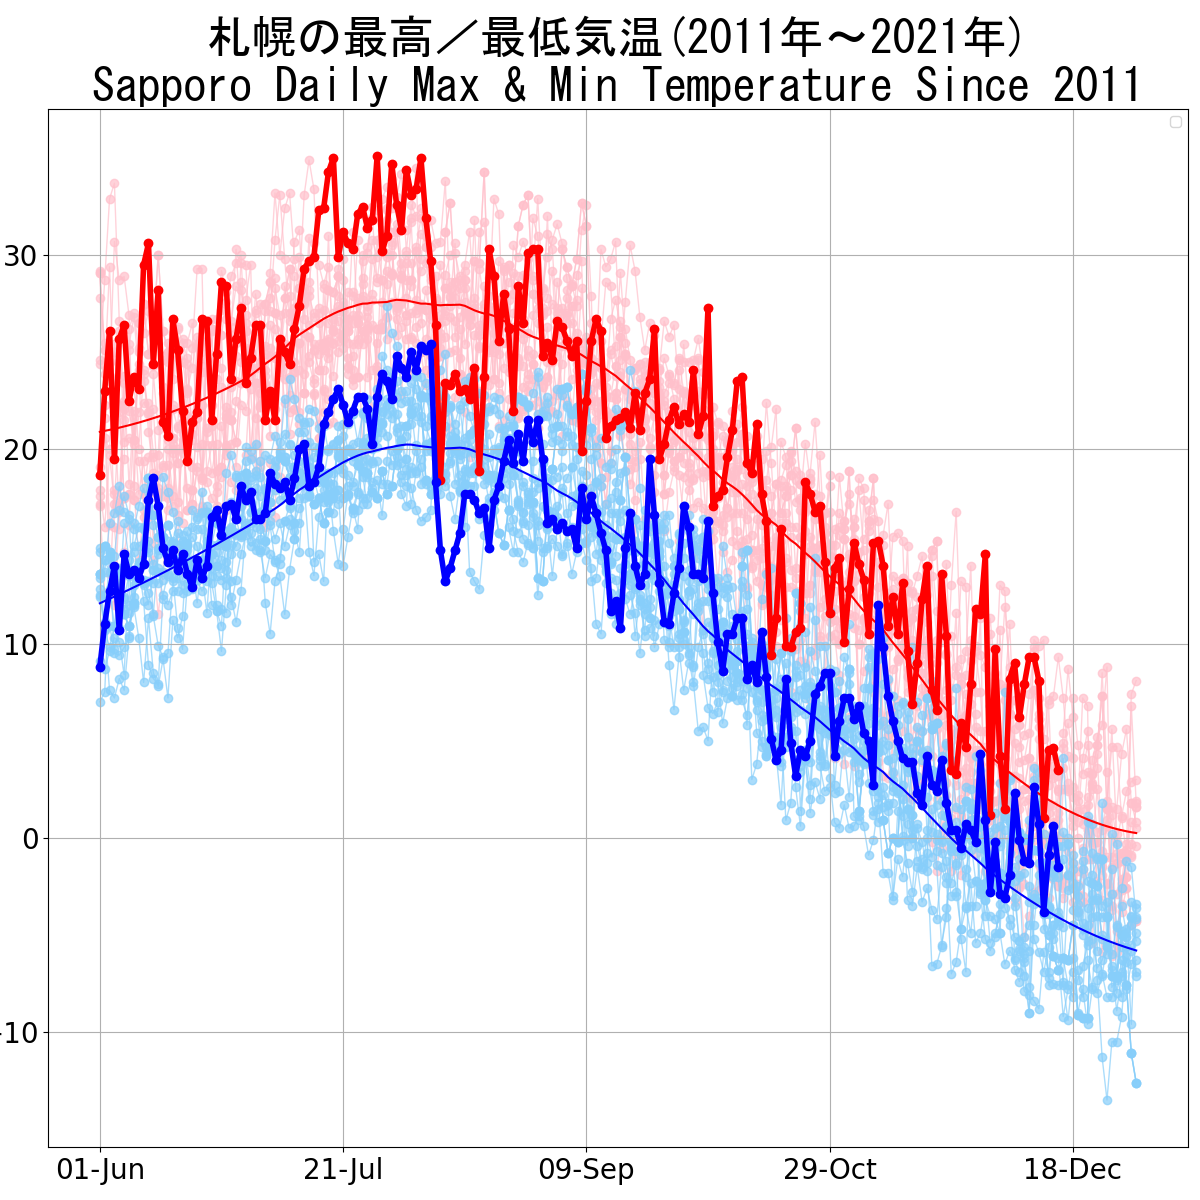 札幌の最高／最低気温(2011年〜2021年)
Sapporo Daily Max & Min Temperature Since 2011
30
20
10
0
-10
01-Jun 21-Jul 09-Sep 29-Oct 18-Dec